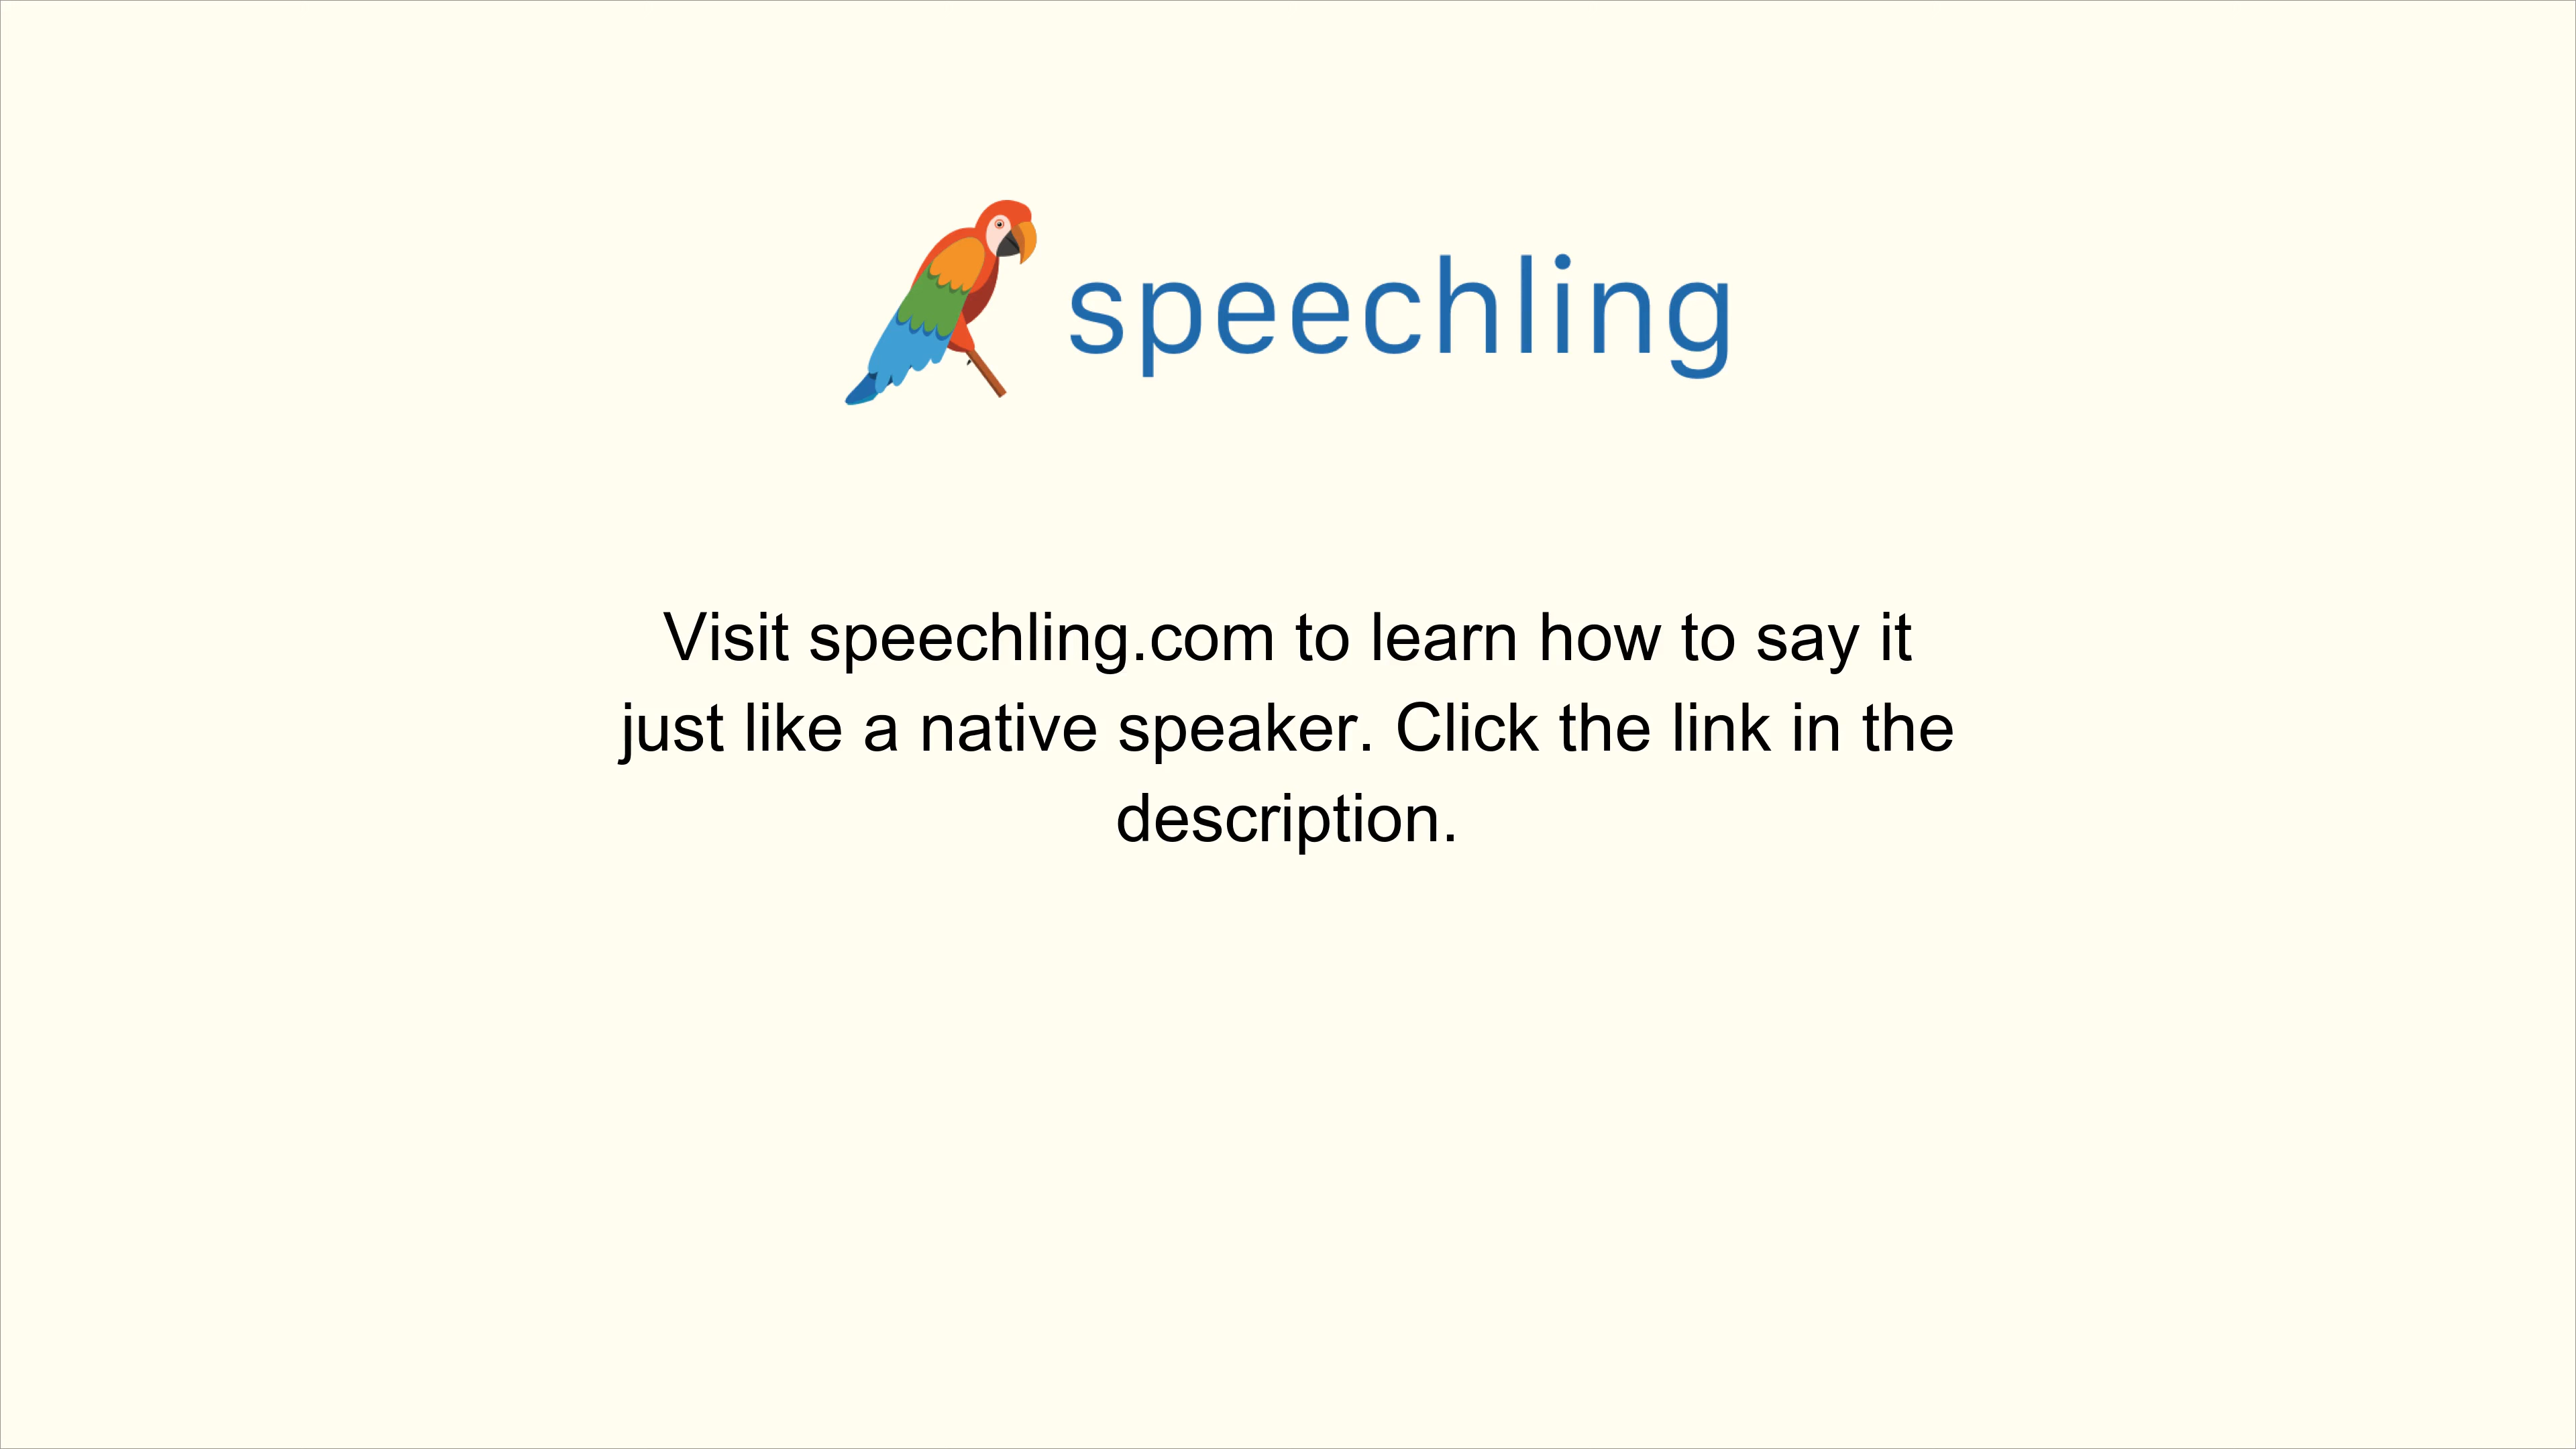 speechling
Visit speechling.com to learn how to say it
just like a native speaker. Click the link in the
description.